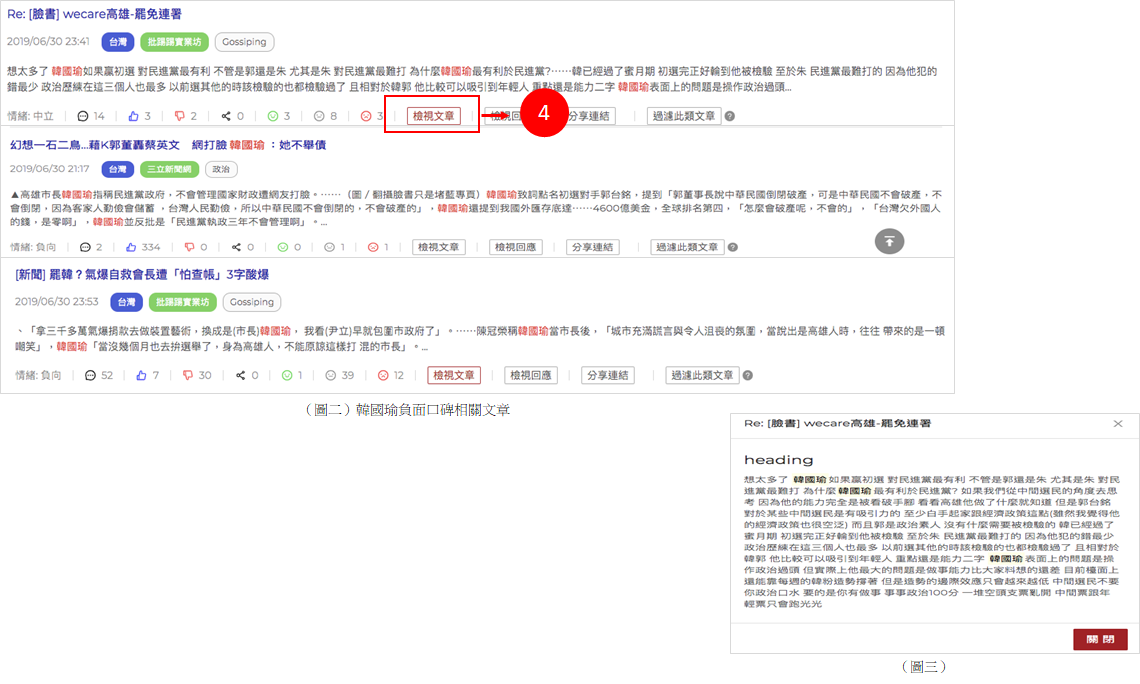 Re: [臉書] wecare高雄-罷免連署
2019/06/30 23:41 台灣 批踢踢實業坊 Gossiping
想太多了 韓國瑜如果贏初選 對民進黨最有利 不管是郭還是朱 尤其是朱 對民進黨最難打 為什麼韓國瑜最有利於民進黨?……韓已經過了蜜月期 初選完正好輪到他被檢驗 至於朱 民進黨最難打的 因為他犯的
錯最少 政治歷練在這三個人也最多 以前選其他的時該檢驗的也都檢驗過了 且相對於韓郭 他比較可以吸引到年輕人 重點還是能力二字 韓國瑜表面上的問題是操作政治過頭...
情緒: 中立 14 3 2 0 3 8 3 檢視文章 檢視回 4 分享連結 過濾此類文章 ?
幻想一石二鳥...藉K郭董轟蔡英文 網打臉 韓國瑜 ：她不舉債
2019/06/30 21:17 台灣 三立新聞網 政治
▲高雄市長韓國瑜指稱民進黨政府，不會管理國家財政遭網友打臉。……（圖／翻攝臉書只是堵藍專頁）韓國瑜致詞點名初選對手郭台銘，提到「郭董事長說中華民國倒閉破產，可是中華民國不會破產，不
會倒閉，因為客家人勤儉會儲蓄 ，台灣人民勤儉，所以中華民國不會倒閉的，不會破產的」，韓國瑜還提到我國外匯存底達……4600億美金，全球排名第四，「怎麼會破產呢，不會的」，「台灣欠外國人
的錢，是零啊」，韓國瑜並反批是「民進黨執政三年不會管理啊」。...
情緒: 負向 2 334 0 0 0 1 1 檢視文章 檢視回應 分享連結 過濾此類文章 ?
[新聞] 罷韓？氣爆自救會長遭「怕查帳」3字酸爆
2019/06/30 23:53 台灣 批踢踢實業坊 Gossiping
、「拿三千多萬氣爆捐款去做裝置藝術，換成是(市長)韓國瑜， 我看(尹立)早就包圍市政府了」。……陳冠榮稱韓國瑜當市長後，「城市充滿謊言與令人沮喪的氛圍，當說出是高雄人時，往往 帶來的是一頓
嘲笑」，韓國瑜「當沒幾個月也去拚選舉了，身為高雄人，不能原諒這樣打 混的市長」。...
情緒: 負向 52 7 30 0 1 39 12 檢視文章 檢視回應 分享連結 過濾此類文章 ?
（圖二）韓國瑜負面口碑相關文章
Re: [臉書] wecare高雄-罷免連署
heading
想太多了 韓國瑜 如果贏初選 對民進黨最有利 不管是郭還是朱 尤其是朱 對民
進黨最難打 為什麼 韓國瑜 最有利於民進黨? 如果我們從中間選民的角度去思
考 因為他的能力完全是被看破手腳 看看高雄他做了什麼就知道 但是郭台銘
對於某些中間選民是有吸引力的 至少白手起家跟經濟政策這點(雖然我覺得他
的經濟政策也很空泛) 而且郭是政治素人 沒有什麼需要被檢驗的 韓已經過了
蜜月期 初選完正好輪到他被檢驗 至於朱 民進黨最難打的 因為他犯的錯最少
政治歷練在這三個人也最多 以前選其他的時該檢驗的也都檢驗過了 且相對於
韓郭 他比較可以吸引到年輕人 重點還是能力二字 韓國瑜 表面上的問題是操
作政治過頭 但實際上他最大的問題是做事能力比大家料想的還差 目前檯面上
還能靠每週的韓粉造勢撐著 但是造勢的邊際效應只會越來越低 中間選民不要
你政治口水 要的是你有做事 事事政治100分 一堆空頭支票亂開 中間票跟年
輕票只會跑光光
關 閉
（圖三）